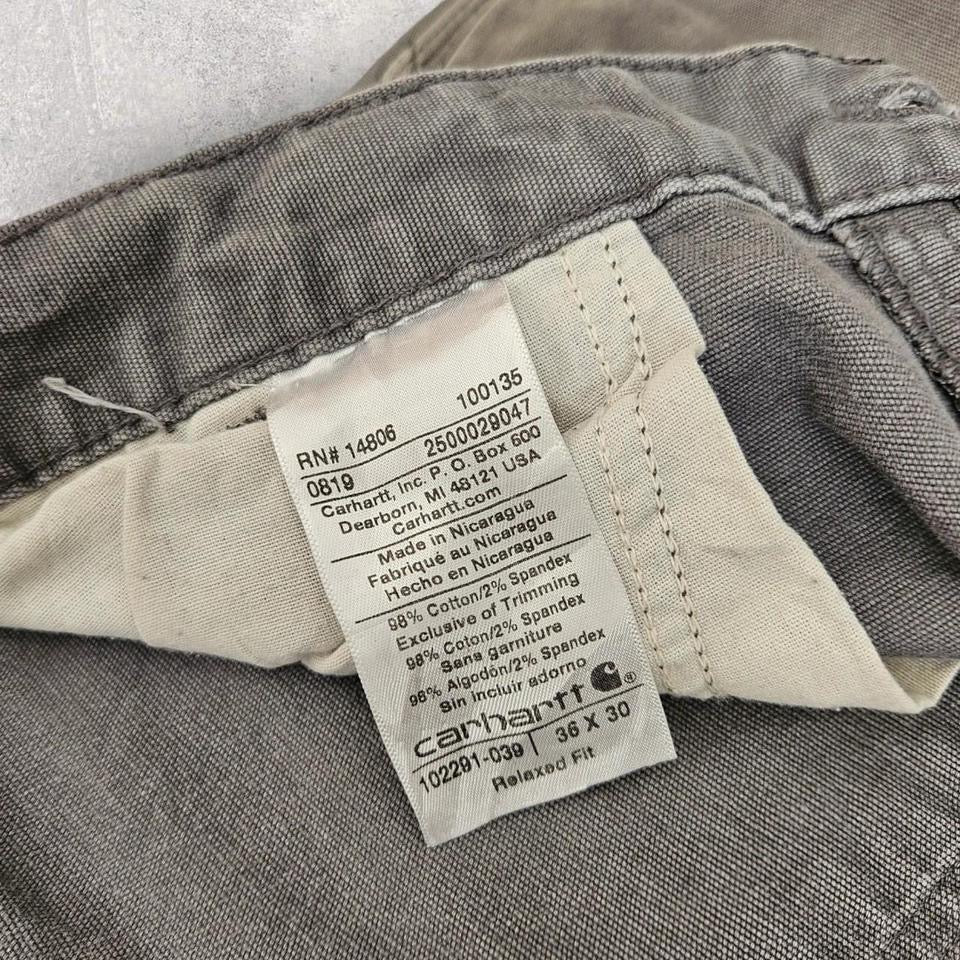 RN# 14806 100135
0819 2500029047
Carhartt, Inc. P. O. Box 600
Dearborn, MI 48121 USA
Carhartt.com
Made in Nicaragua
Fabriqué au Nicaragua
Hecho en Nicaragua
98% Cotton/2% Spandex
Exclusive of Trimming
98% Coton/2% Spandex
Sans garniture
98% Algodón/2% Spandex
Sin incluir adorno
carhartt ®
102291-039 | 36 X 30
Relaxed Fit